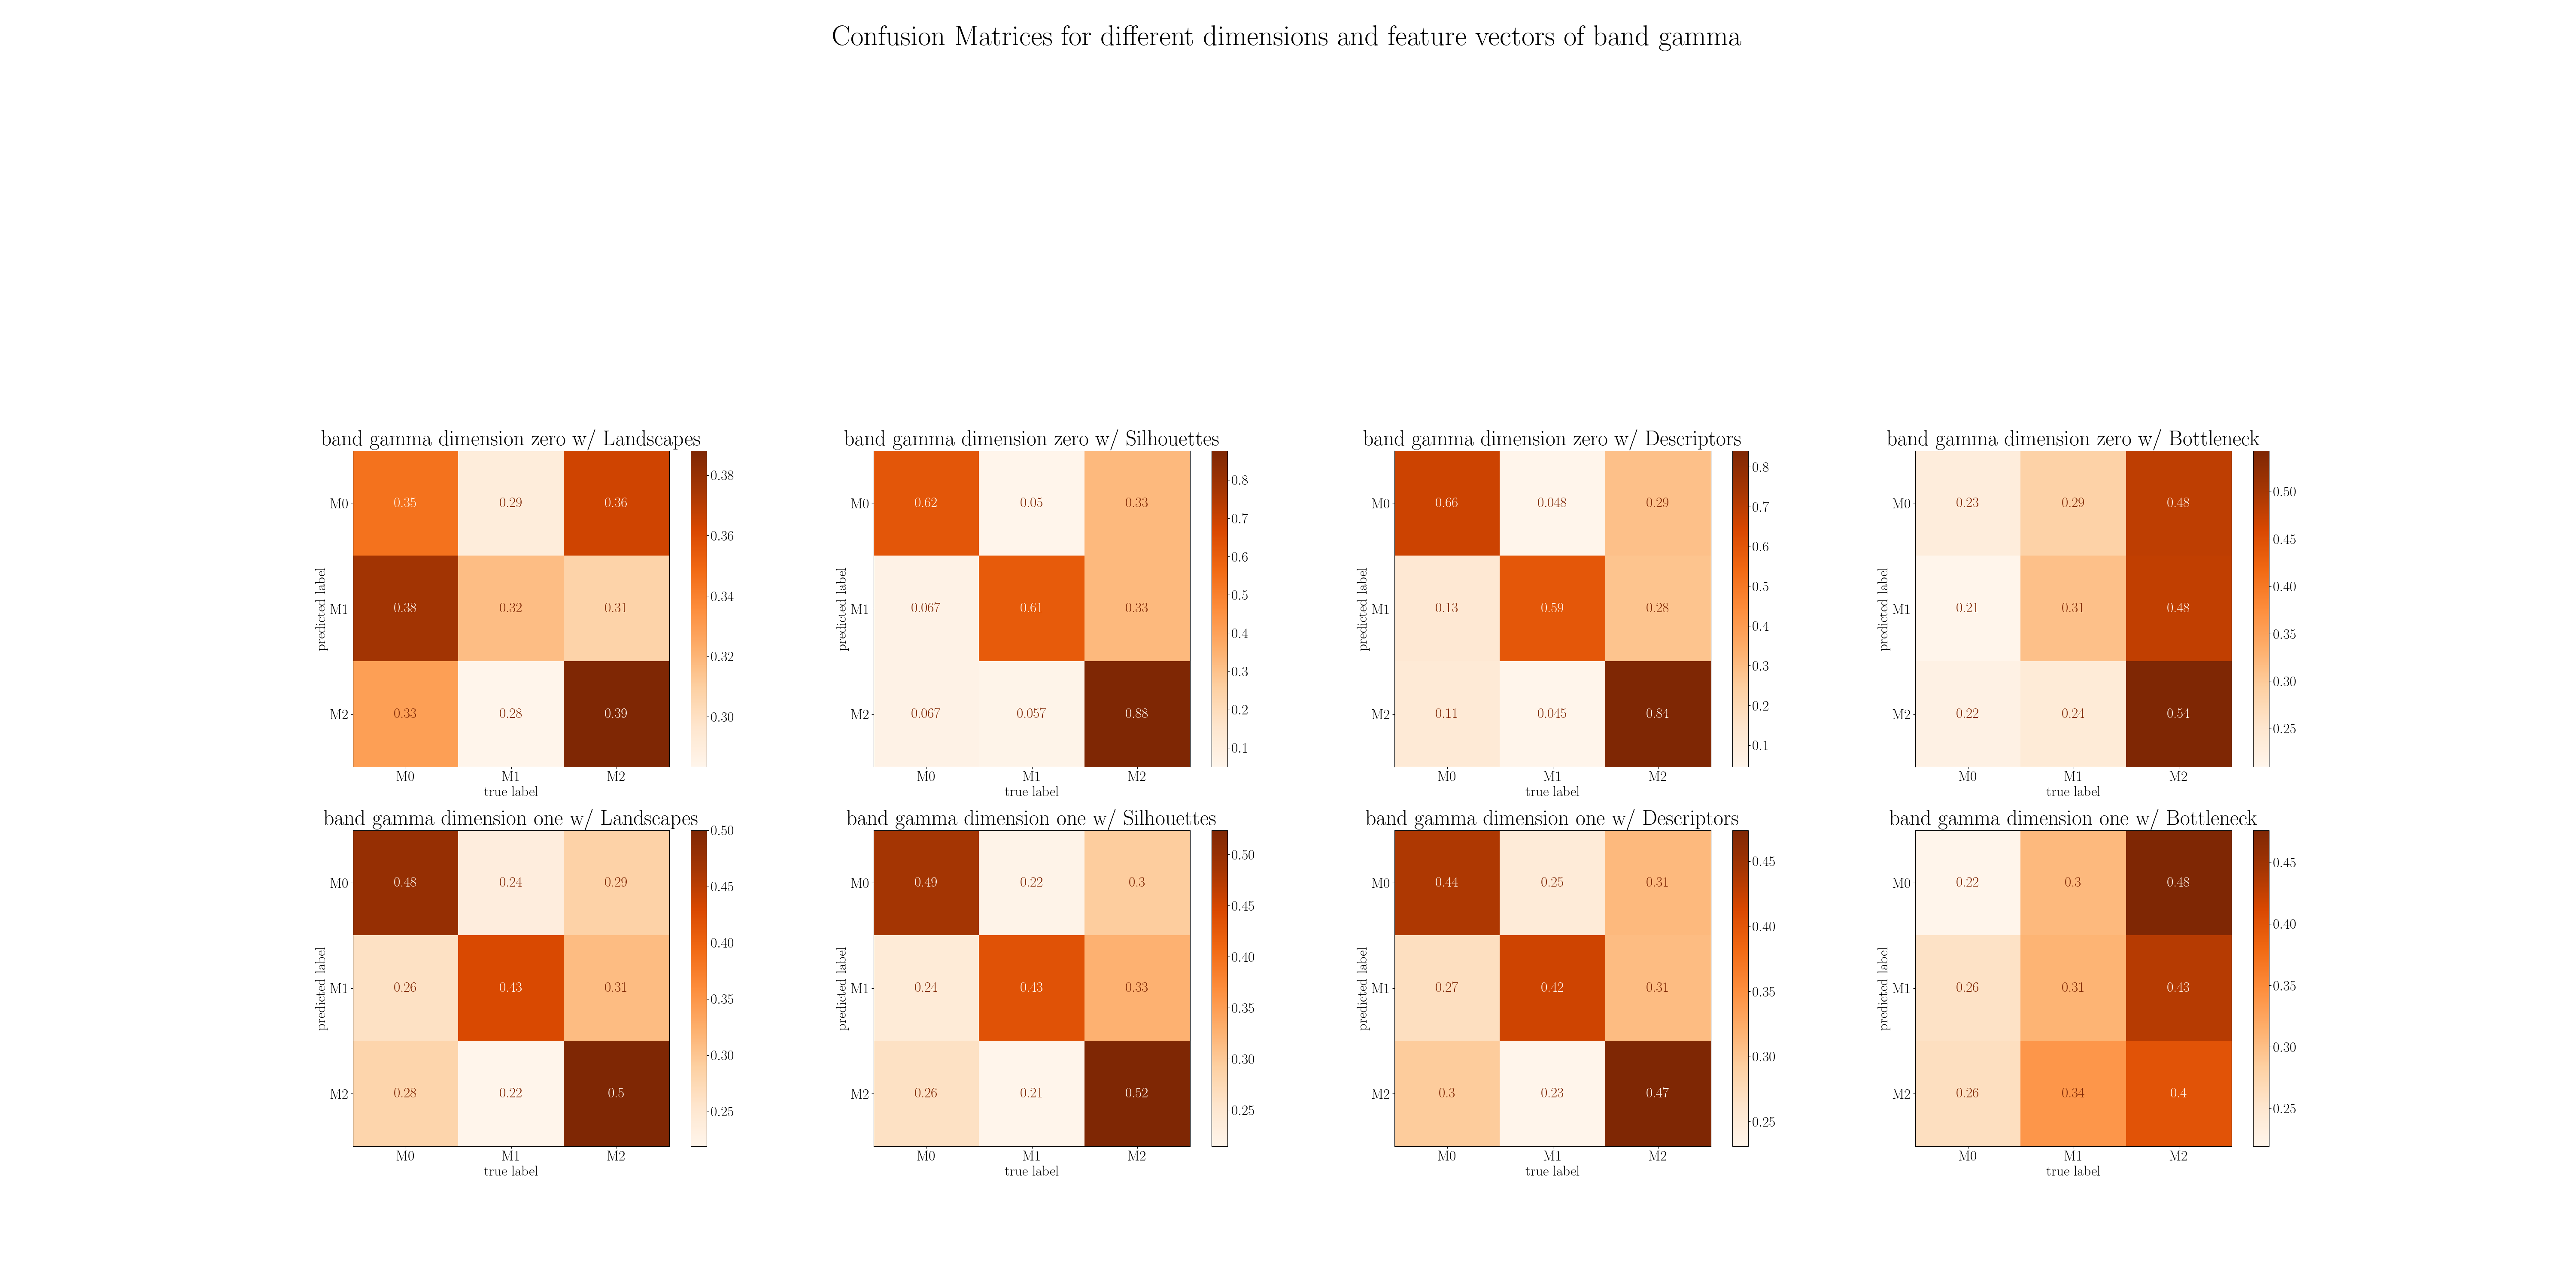 Confusion Matrices for different dimensions and feature vectors of band gamma
band gamma dimension zero w/ Landscapes
predicted label
M0 0.35 0.29 0.36
M1 0.38 0.32 0.31
M2 0.33 0.28 0.39
M0 M1 M2
true label
0.38
0.36
0.34
0.32
0.30
band gamma dimension zero w/ Silhouettes
predicted label
M0 0.62 0.05 0.33
M1 0.067 0.61 0.33
M2 0.067 0.057 0.88
M0 M1 M2
true label
0.8
0.7
0.6
0.5
0.4
0.3
0.2
0.1
band gamma dimension zero w/ Descriptors
predicted label
M0 0.66 0.048 0.29
M1 0.13 0.59 0.28
M2 0.11 0.045 0.84
M0 M1 M2
true label
0.8
0.7
0.6
0.5
0.4
0.3
0.2
0.1
band gamma dimension zero w/ Bottleneck
predicted label
M0 0.23 0.29 0.48
M1 0.21 0.31 0.48
M2 0.22 0.24 0.54
M0 M1 M2
true label
0.50
0.45
0.40
0.35
0.30
0.25
band gamma dimension one w/ Landscapes
predicted label
M0 0.48 0.24 0.29
M1 0.26 0.43 0.31
M2 0.28 0.22 0.5
M0 M1 M2
true label
0.50
0.45
0.40
0.35
0.30
0.25
band gamma dimension one w/ Silhouettes
predicted label
M0 0.49 0.22 0.3
M1 0.24 0.43 0.33
M2 0.26 0.21 0.52
M0 M1 M2
true label
0.50
0.45
0.40
0.35
0.30
0.25
band gamma dimension one w/ Descriptors
predicted label
M0 0.44 0.25 0.31
M1 0.27 0.42 0.31
M2 0.3 0.23 0.47
M0 M1 M2
true label
0.45
0.40
0.35
0.30
0.25
band gamma dimension one w/ Bottleneck
predicted label
M0 0.22 0.3 0.48
M1 0.26 0.31 0.43
M2 0.26 0.34 0.4
M0 M1 M2
true label
0.45
0.40
0.35
0.30
0.25